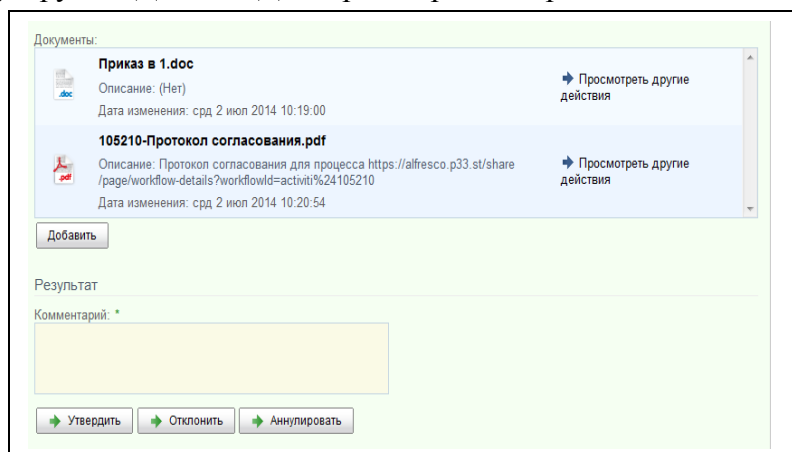 Документы:
Приказ в 1.doc
Описание: (Нет)
Дата изменения: срд 2 июл 2014 10:19:00
Просмотреть другие
действия
.doc
105210-Протокол согласования.pdf
Описание: Протокол согласования для процесса https://alfresco.p33.st/share
/page/workflow-details?workflowId=activiti%24105210
Дата изменения: срд 2 июл 2014 10:20:54
Просмотреть другие
действия
.pdf
Добавить
Результат
Комментарий: *
Утвердить
Отклонить
Аннулировать